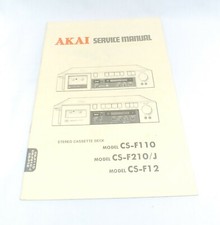 AKAI SERVICE MANUAL
STEREO CASSETTE DECK
MODEL CS-F110
MODEL CS-F210/J
MODEL CS-F12